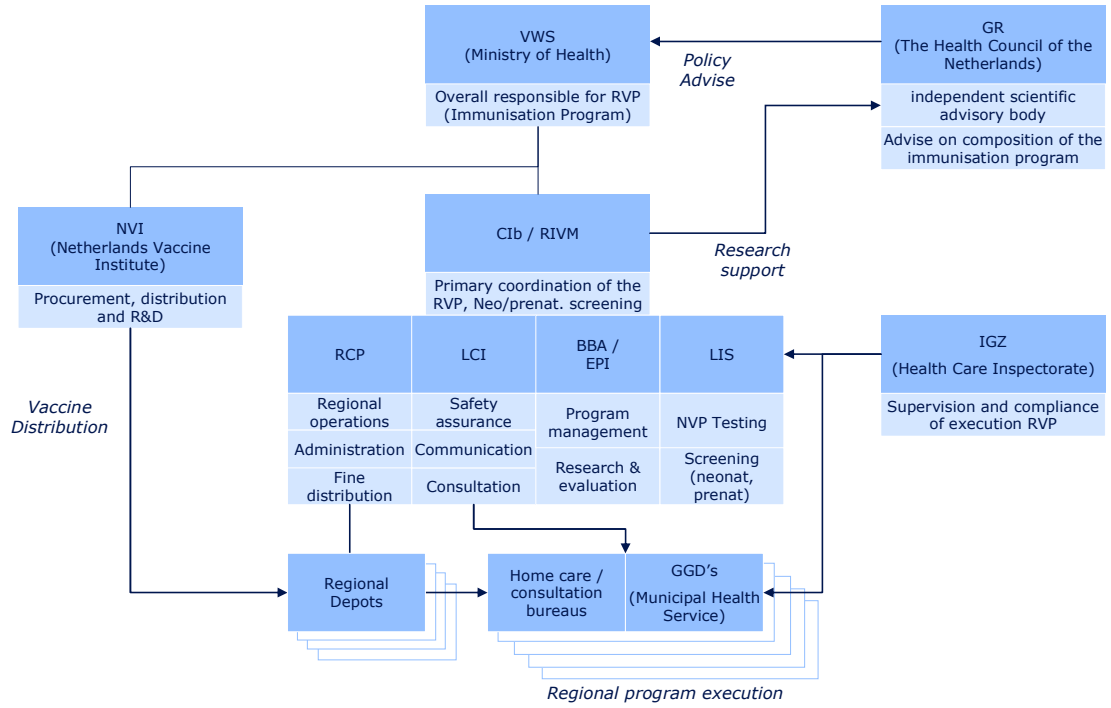 VWS
(Ministry of Health)
Overall responsible for RVP
(Immunisation Program)
Policy
Advise
GR
(The Health Council of the
Netherlands)
independent scientific
advisory body
Advise on composition of the
immunisation program
NVI
(Netherlands Vaccine
Institute)
Procurement, distribution
and R&D
CIb / RIVM
Primary coordination of the
RVP, Neo/prenat. screening
Research
support
RCP
Regional
operations
Administration
Fine
distribution
LCI
Safety
assurance
Communication
Consultation
BBA /
EPI
Program
management
Research &
evaluation
LIS
NVP Testing
Screening
(neonat,
prenat)
IGZ
(Health Care Inspectorate)
Supervision and compliance
of execution RVP
Vaccine
Distribution
Regional
Depots
Home care /
consultation
bureaus
GGD's
(Municipal Health
Service)
Regional program execution